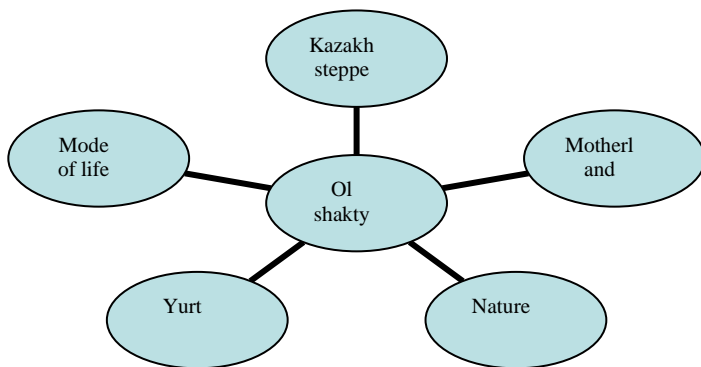 Kazakh
steppe
Mode
of life
Motherl
and
Ol
shakty
Yurt
Nature